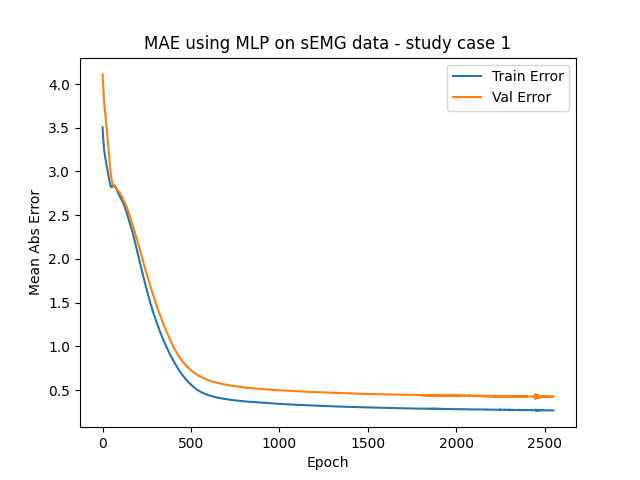 MAE using MLP on sEMG data - study case 1
Train Error
Val Error
Mean Abs Error
4.0
3.5
3.0
2.5
2.0
1.5
1.0
0.5
0 500 1000 1500 2000 2500
Epoch